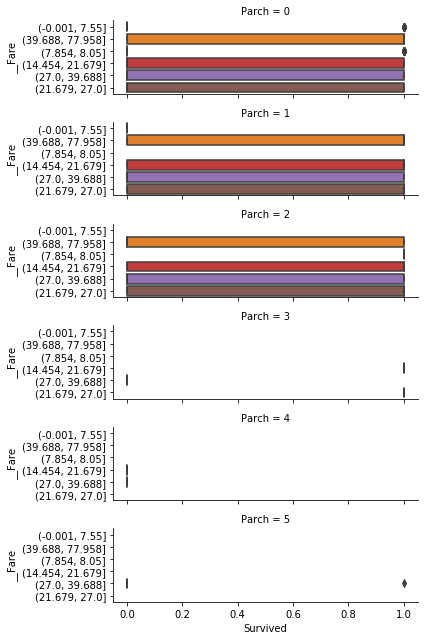 Parch = 0
_Fare
(-0.001, 7.55]
(39.688, 77.958]
(7.854, 8.05]
(14.454, 21.679]
(27.0, 39.688]
(21.679, 27.0]
Parch = 1
_Fare
(-0.001, 7.55]
(39.688, 77.958]
(7.854, 8.05]
(14.454, 21.679]
(27.0, 39.688]
(21.679, 27.0]
Parch = 2
_Fare
(-0.001, 7.55]
(39.688, 77.958]
(7.854, 8.05]
(14.454, 21.679]
(27.0, 39.688]
(21.679, 27.0]
Parch = 3
_Fare
(-0.001, 7.55]
(39.688, 77.958]
(7.854, 8.05]
(14.454, 21.679]
(27.0, 39.688]
(21.679, 27.0]
Parch = 4
_Fare
(-0.001, 7.55]
(39.688, 77.958]
(7.854, 8.05]
(14.454, 21.679]
(27.0, 39.688]
(21.679, 27.0]
Parch = 5
_Fare
(-0.001, 7.55]
(39.688, 77.958]
(7.854, 8.05]
(14.454, 21.679]
(27.0, 39.688]
(21.679, 27.0]
0.0 0.2 0.4 0.6 0.8 1.0
Survived